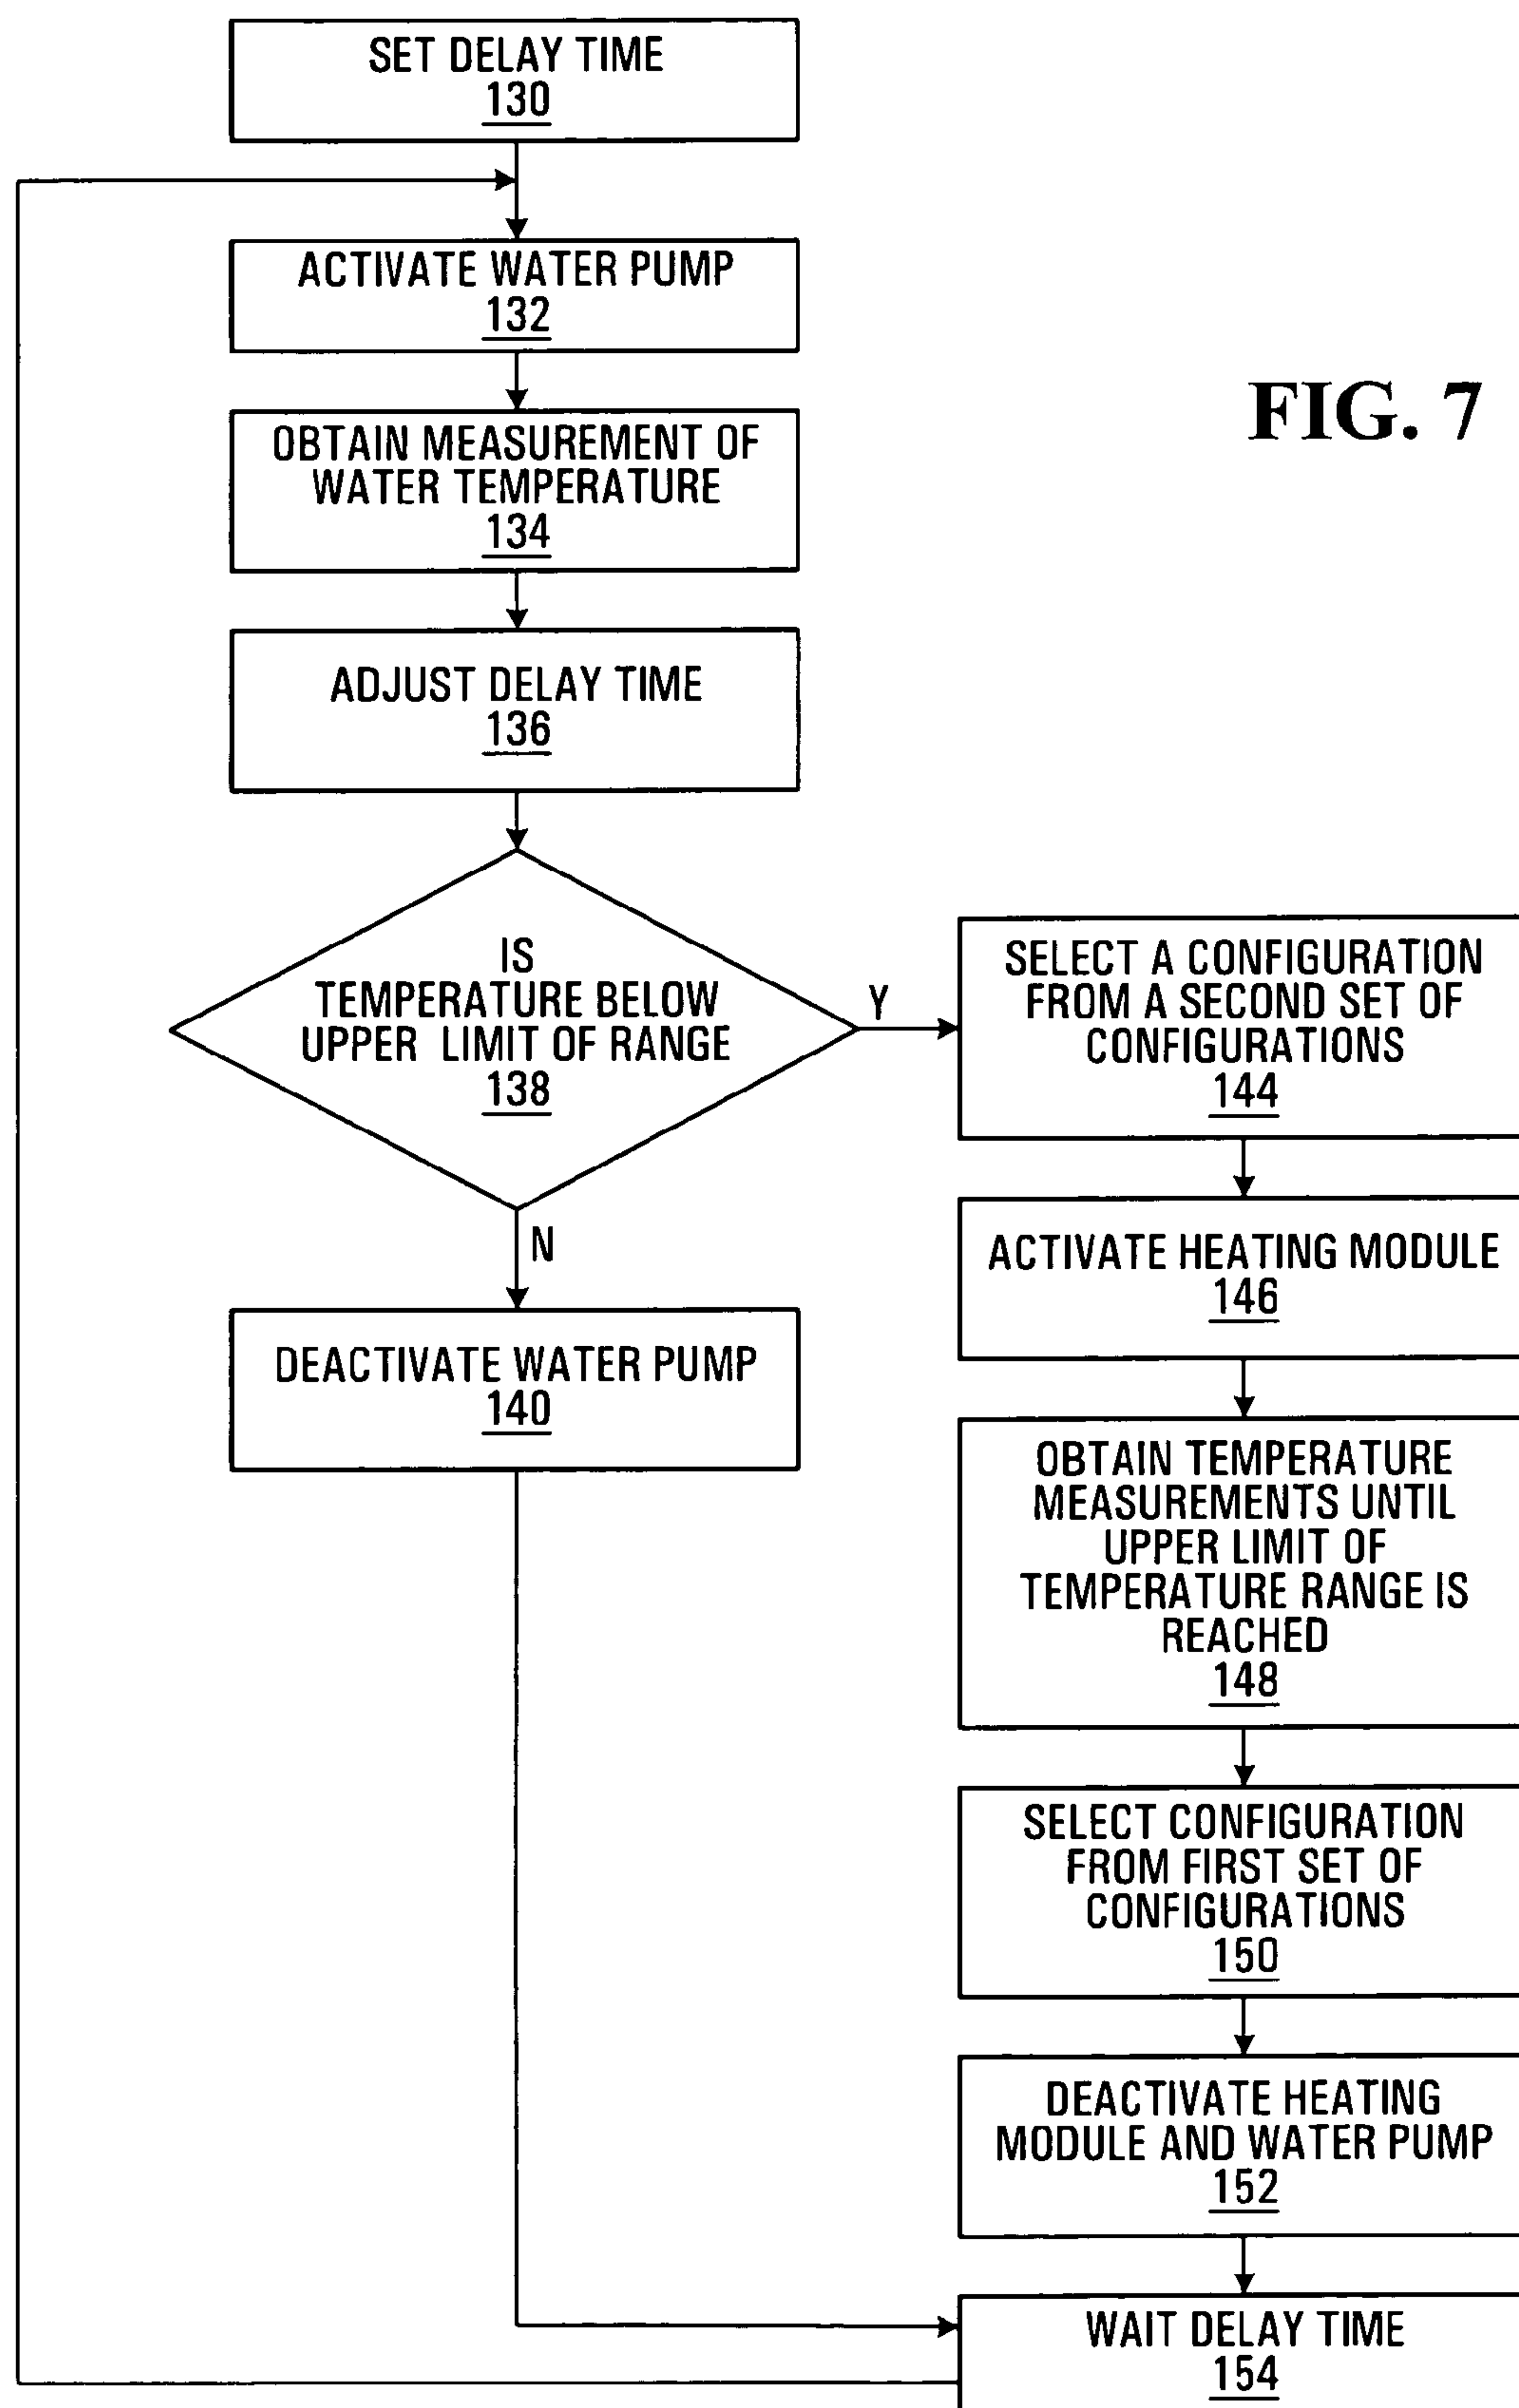 SET DELAY TIME
130
ACTIVATE WATER PUMP
132
FIG. 7
OBTAIN MEASUREMENT OF
WATER TEMPERATURE
134
ADJUST DELAY TIME
136
IS
TEMPERATURE BELOW
UPPER LIMIT OF RANGE
138
Y
N
DEACTIVATE WATER PUMP
140
SELECT A CONFIGURATION
FROM A SECOND SET OF
CONFIGURATIONS
144
ACTIVATE HEATING MODULE
146
OBTAIN TEMPERATURE
MEASUREMENTS UNTIL
UPPER LIMIT OF
TEMPERATURE RANGE IS
REACHED
148
SELECT CONFIGURATION
FROM FIRST SET OF
CONFIGURATIONS
150
DEACTIVATE HEATING
MODULE AND WATER PUMP
152
WAIT DELAY TIME
154